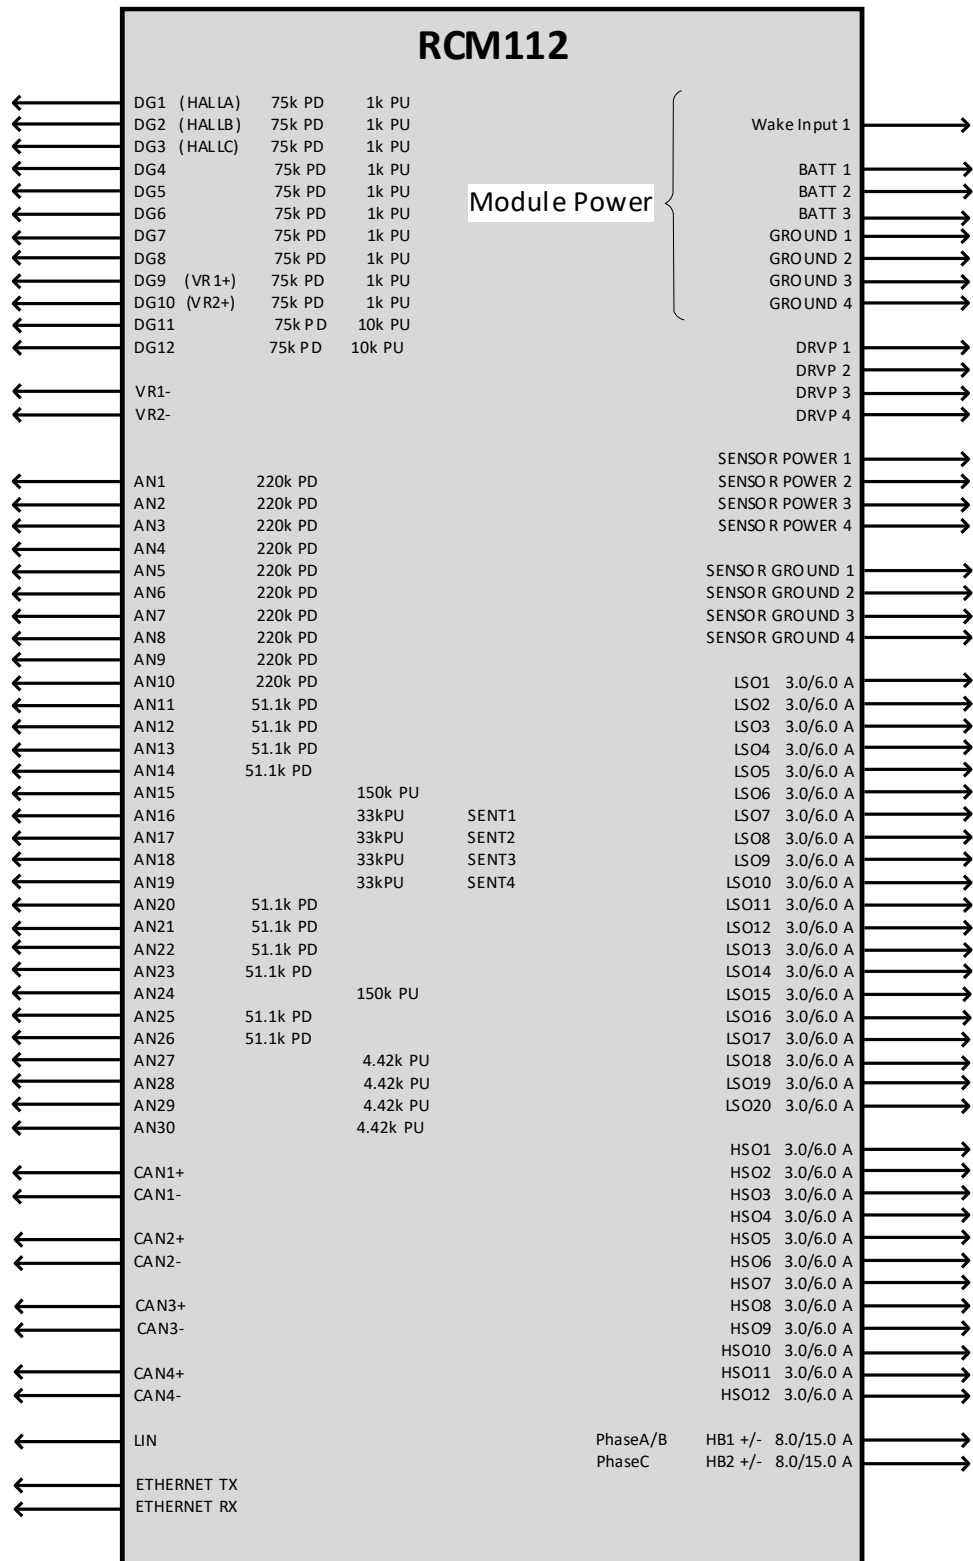 RCM112
DG1 (HALLA) 75k PD 1k PU
DG2 (HALLB) 75k PD 1k PU
DG3 (HALLC) 75k PD 1k PU
DG4 75k PD 1k PU
DG5 75k PD 1k PU
DG6 75k PD 1k PU
DG7 75k PD 1k PU
DG8 75k PD 1k PU
DG9 (VR1+) 75k PD 1k PU
DG10 (VR2+) 75k PD 1k PU
DG11 75k PD 10k PU
DG12 75k PD 10k PU
VR1-
VR2-
AN1 220k PD
AN2 220k PD
AN3 220k PD
AN4 220k PD
AN5 220k PD
AN6 220k PD
AN7 220k PD
AN8 220k PD
AN9 220k PD
AN10 220k PD
AN11 51.1k PD
AN12 51.1k PD
AN13 51.1k PD
AN14 51.1k PD
AN15 150k PU
AN16 33kPU SENT1
AN17 33kPU SENT2
AN18 33kPU SENT3
AN19 33kPU SENT4
AN20 51.1k PD
AN21 51.1k PD
AN22 51.1k PD
AN23 51.1k PD
AN24 150k PU
AN25 51.1k PD
AN26 51.1k PD
AN27 4.42k PU
AN28 4.42k PU
AN29 4.42k PU
AN30 4.42k PU
CAN1+
CAN1-
CAN2+
CAN2-
CAN3+
CAN3-
CAN4+
CAN4-
LIN
ETHERNET TX
ETHERNET RX
Module Power
Wake Input 1
BATT 1
BATT 2
BATT 3
GROUND 1
GROUND 2
GROUND 3
GROUND 4
DRVP 1
DRVP 2
DRVP 3
DRVP 4
SENSOR POWER 1
SENSOR POWER 2
SENSOR POWER 3
SENSOR POWER 4
SENSOR GROUND 1
SENSOR GROUND 2
SENSOR GROUND 3
SENSOR GROUND 4
LSO1 3.0/6.0 A
LSO2 3.0/6.0 A
LSO3 3.0/6.0 A
LSO4 3.0/6.0 A
LSO5 3.0/6.0 A
LSO6 3.0/6.0 A
LSO7 3.0/6.0 A
LSO8 3.0/6.0 A
LSO9 3.0/6.0 A
LSO10 3.0/6.0 A
LSO11 3.0/6.0 A
LSO12 3.0/6.0 A
LSO13 3.0/6.0 A
LSO14 3.0/6.0 A
LSO15 3.0/6.0 A
LSO16 3.0/6.0 A
LSO17 3.0/6.0 A
LSO18 3.0/6.0 A
LSO19 3.0/6.0 A
LSO20 3.0/6.0 A
HSO1 3.0/6.0 A
HSO2 3.0/6.0 A
HSO3 3.0/6.0 A
HSO4 3.0/6.0 A
HSO5 3.0/6.0 A
HSO6 3.0/6.0 A
HSO7 3.0/6.0 A
HSO8 3.0/6.0 A
HSO9 3.0/6.0 A
HSO10 3.0/6.0 A
HSO11 3.0/6.0 A
HSO12 3.0/6.0 A
PhaseA/B HB1 +/- 8.0/15.0 A
PhaseC HB2 +/- 8.0/15.0 A